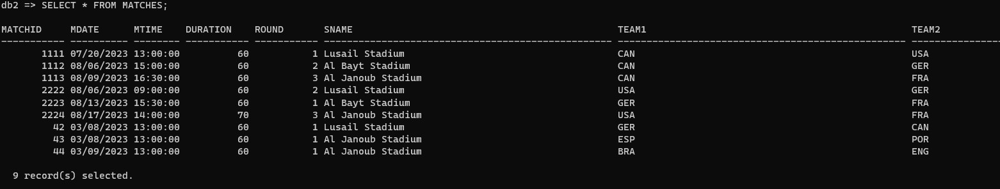 db2 => SELECT * FROM MATCHES;
MATCHID MDATE MTIME DURATION ROUND SNAME TEAM1 TEAM2
----------- ---------- -------- ----------- ----------- -------------------------------------------------- -------------------------------------------------- ----------------
1111 07/20/2023 13:00:00 60 1 Lusail Stadium CAN USA
1112 08/06/2023 15:00:00 60 2 Al Bayt Stadium CAN GER
1113 08/09/2023 16:30:00 60 3 Al Janoub Stadium CAN FRA
2222 08/06/2023 09:00:00 60 2 Lusail Stadium USA GER
2223 08/13/2023 15:30:00 60 1 Al Bayt Stadium GER FRA
2224 08/17/2023 14:00:00 70 3 Al Janoub Stadium USA FRA
42 03/08/2023 13:00:00 60 1 Lusail Stadium GER CAN
43 03/08/2023 13:00:00 60 1 Al Janoub Stadium ESP POR
44 03/09/2023 13:00:00 60 1 Al Janoub Stadium BRA ENG
9 record(s) selected.